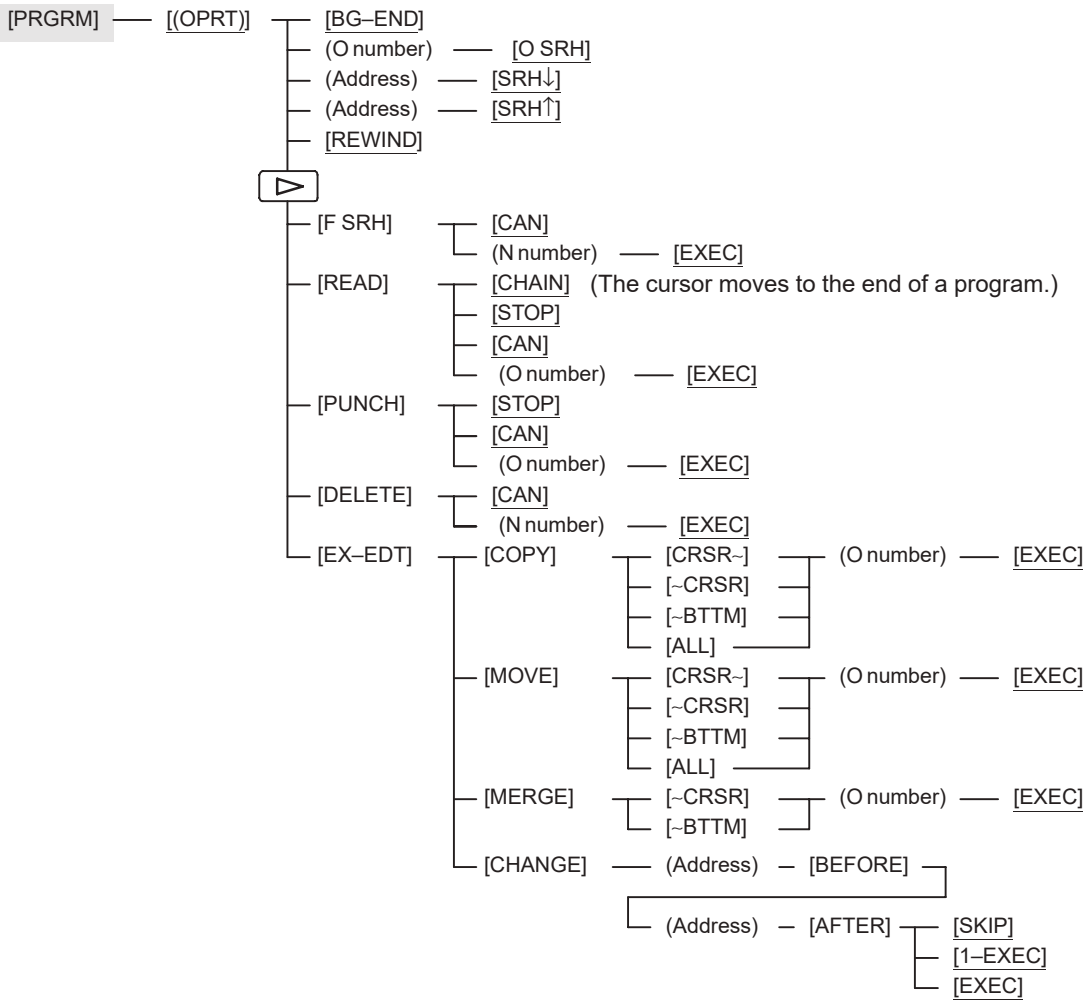 [PRGRM] [(OPRT)] [BG–END]
(O number) [O SRH]
(Address) [SRH↓]
(Address) [SRH↑]
[REWIND]
[F SRH] [CAN]
(N number) [EXEC]
[READ] [CHAIN] (The cursor moves to the end of a program.)
[STOP]
[CAN]
(O number) [EXEC]
[PUNCH] [STOP]
[CAN]
(O number) [EXEC]
[DELETE] [CAN]
(N number) [EXEC]
[EX–EDT] [COPY] [CRSR~] (O number) [EXEC]
[~CRSR]
[~BTTM]
[ALL]
[MOVE] [CRSR~] (O number) [EXEC]
[~CRSR]
[~BTTM]
[ALL]
[MERGE] [~CRSR] (O number) [EXEC]
[~BTTM]
[CHANGE] (Address) [BEFORE]
(Address) [AFTER] [SKIP]
[1–EXEC]
[EXEC]